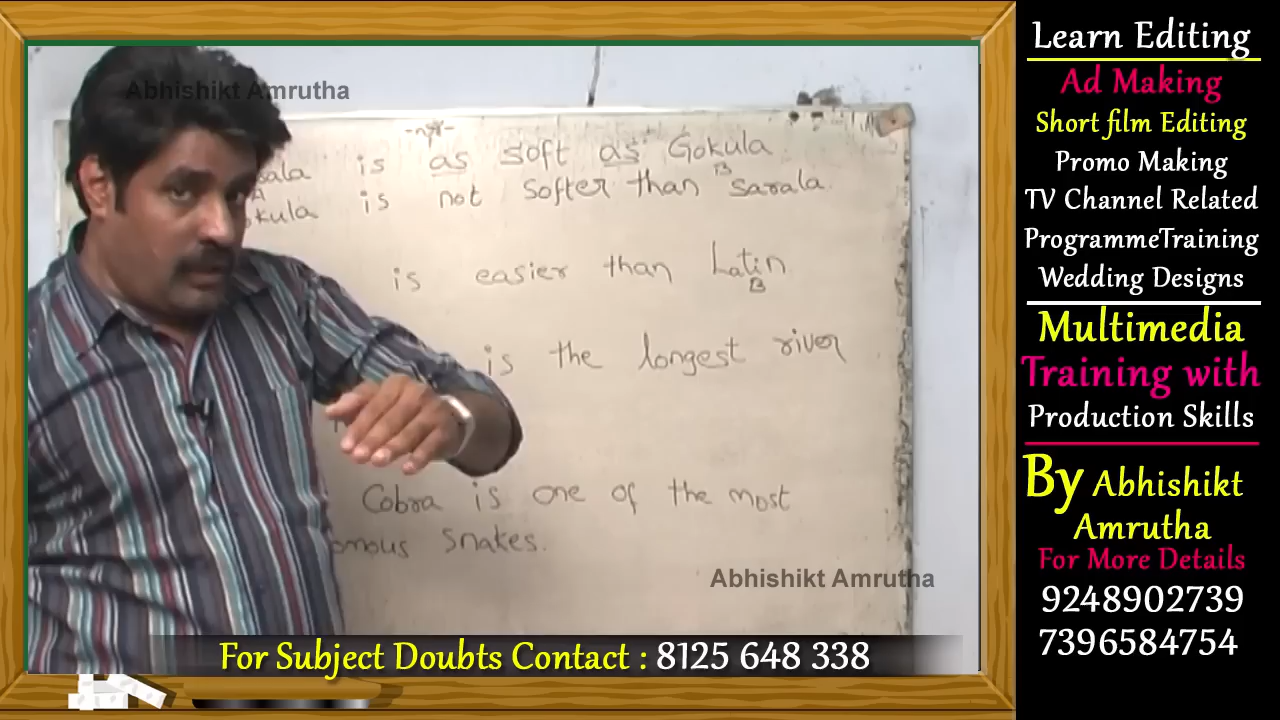 Abhishikt Amrutha
is as soft as Gokula
is not softer than Sarala
A
B
is easier than Latin
B
is the longest river
Cobra is one of the most
omous Snakes.
Abhishikt Amrutha
For Subject Doubts Contact : 8125 648 338
Learn Editing
Ad Making
Short film Editing
Promo Making
TV Channel Related
ProgrammeTraining
Wedding Designs
Multimedia
Training with
Production Skills
By Abhishikt
Amrutha
For More Details
9248902739
7396584754